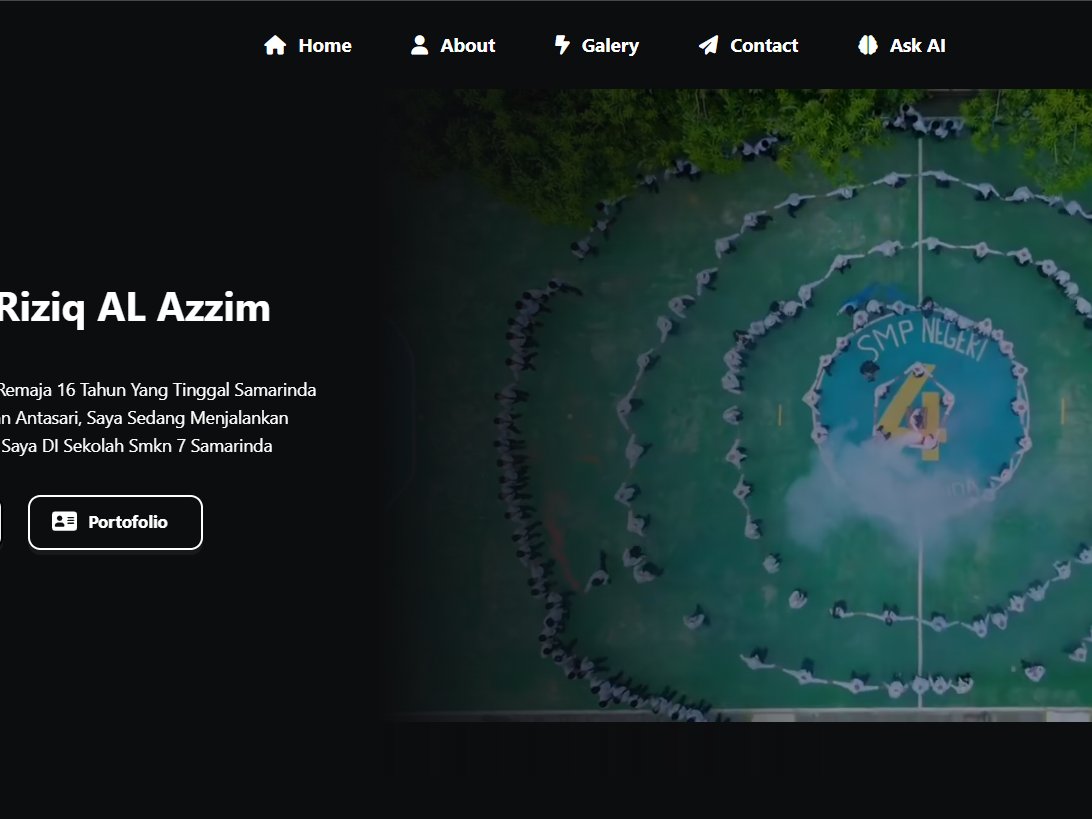 Home
About
Galery
Contact
Ask AI
Riziq AL Azzim
Remaja 16 Tahun Yang Tinggal Samarinda
Antasari, Saya Sedang Menjalankan
Saya DI Sekolah Smkn 7 Samarinda
Portofolio
SMP NEGERI
4